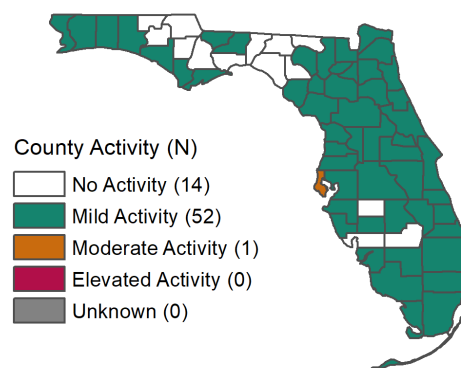 County Activity (N)
No Activity (14)
Mild Activity (52)
Moderate Activity (1)
Elevated Activity (0)
Unknown (0)